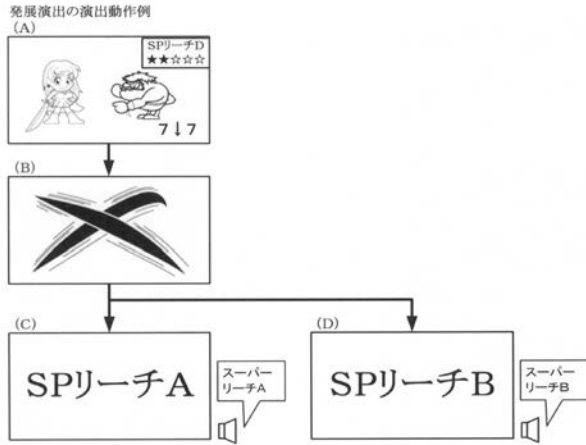 発展演出の演出動作例
(A)
SPリーチD
★★☆☆☆
7↓7
(B)
(C)
SPリーチA
スーパー
リーチA
(D)
SPリーチB
スーパー
リーチB